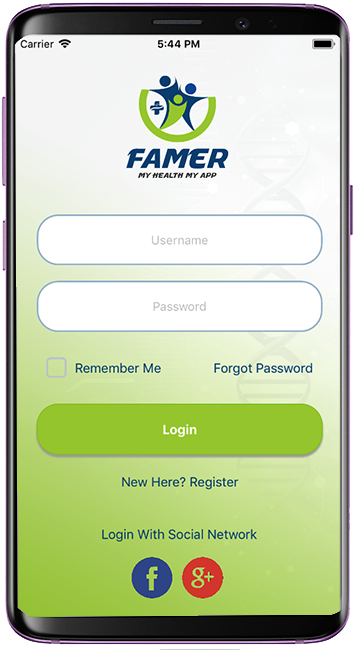 Carrier 5:44 PM
FAMER
MY HEALTH MY APP
Username
Password
Remember Me Forgot Password
Login
New Here? Register
Login With Social Network
f g+